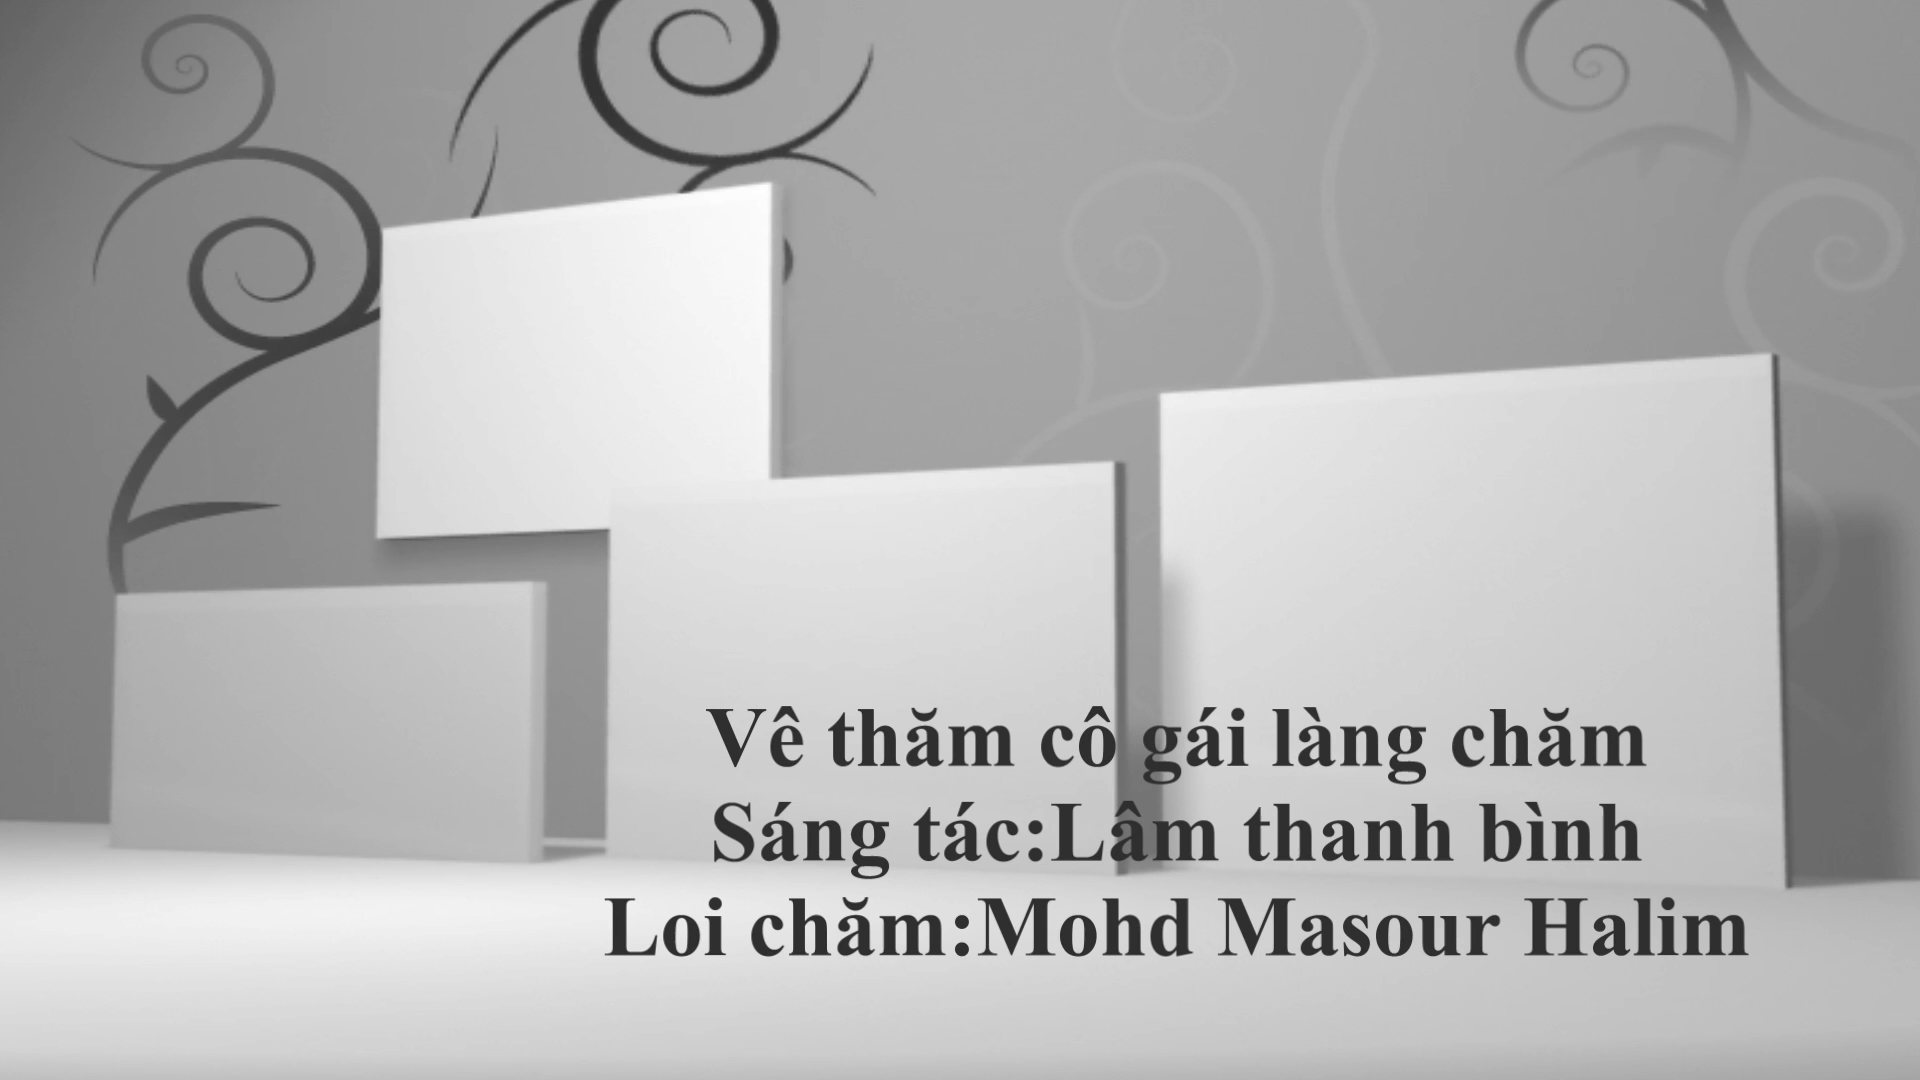 Vê thăm cô gái làng chăm
Sáng tác:Lâm thanh bình
Loi chăm:Mohd Masour Halim